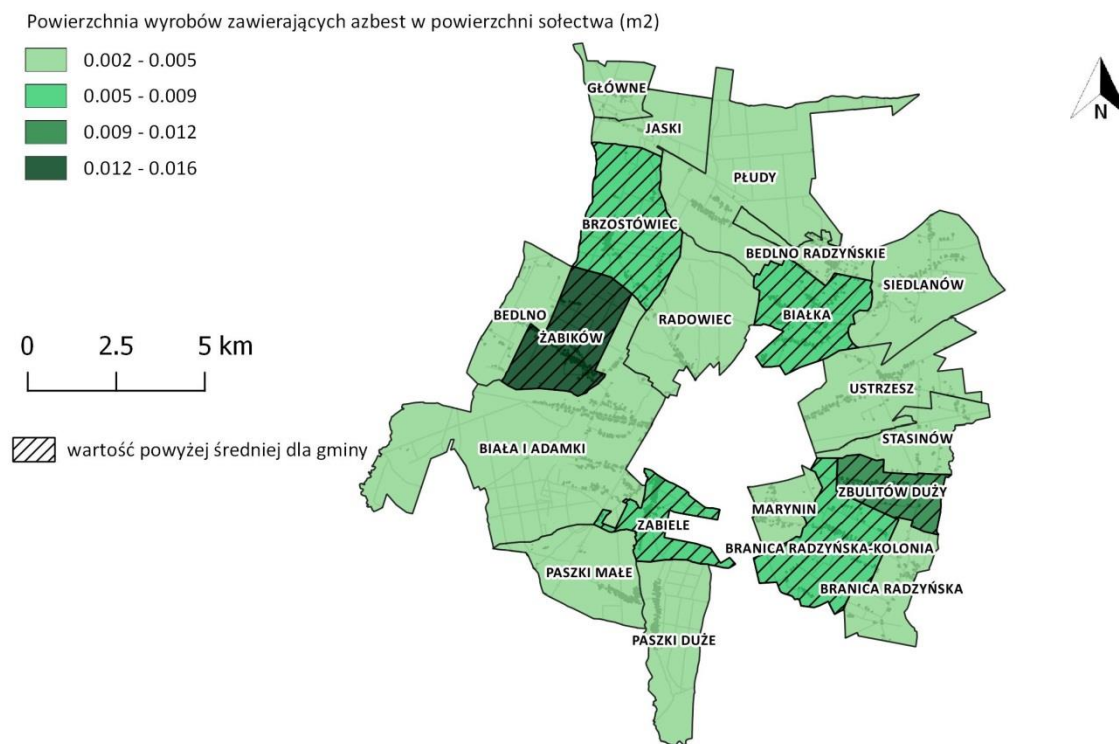 Powierzchnia wyrobów zawierających azbest w powierzchni sołectwa (m2)
0.002 - 0.005
0.005 - 0.009
0.009 - 0.012
0.012 - 0.016
N
GŁÓWNE
JASKI
PŁUDY
BRZOSTÓWIEC
BEDLNO RADZYŃSKIE
SIEDLANÓW
BEDLNO
RADOWIEC
BIAŁKA
ŻABIKÓW
0 2.5 5 km
USTRZESZ
STASINÓW
wartość powyżej średniej dla gminy
BIAŁA I ADAMKI
ZBULITÓW DUŻY
MARYNIN
ZABIELE
BRANICA RADZYŃSKA-KOLONIA
PASZKI MAŁE
BRANICA RADZYŃSKA
PASZKI DUŻE